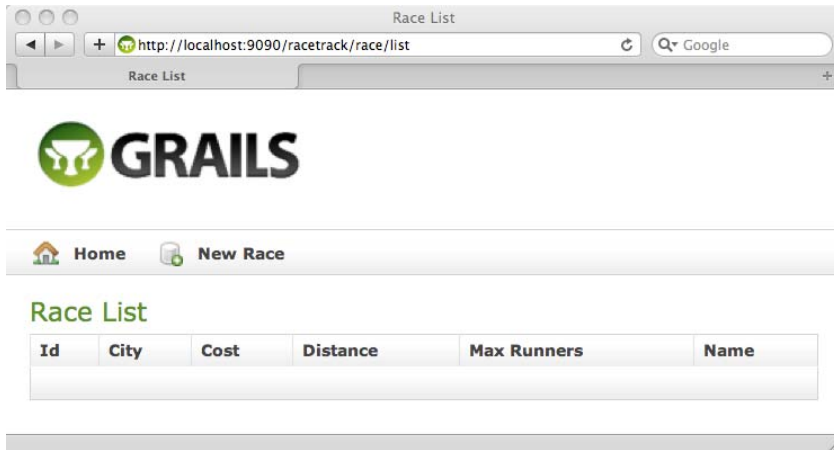 Race List
http://localhost:9090/racetrack/race/list
Google
Race List
GRAILS
Home New Race
Race List
Id City Cost Distance Max Runners Name